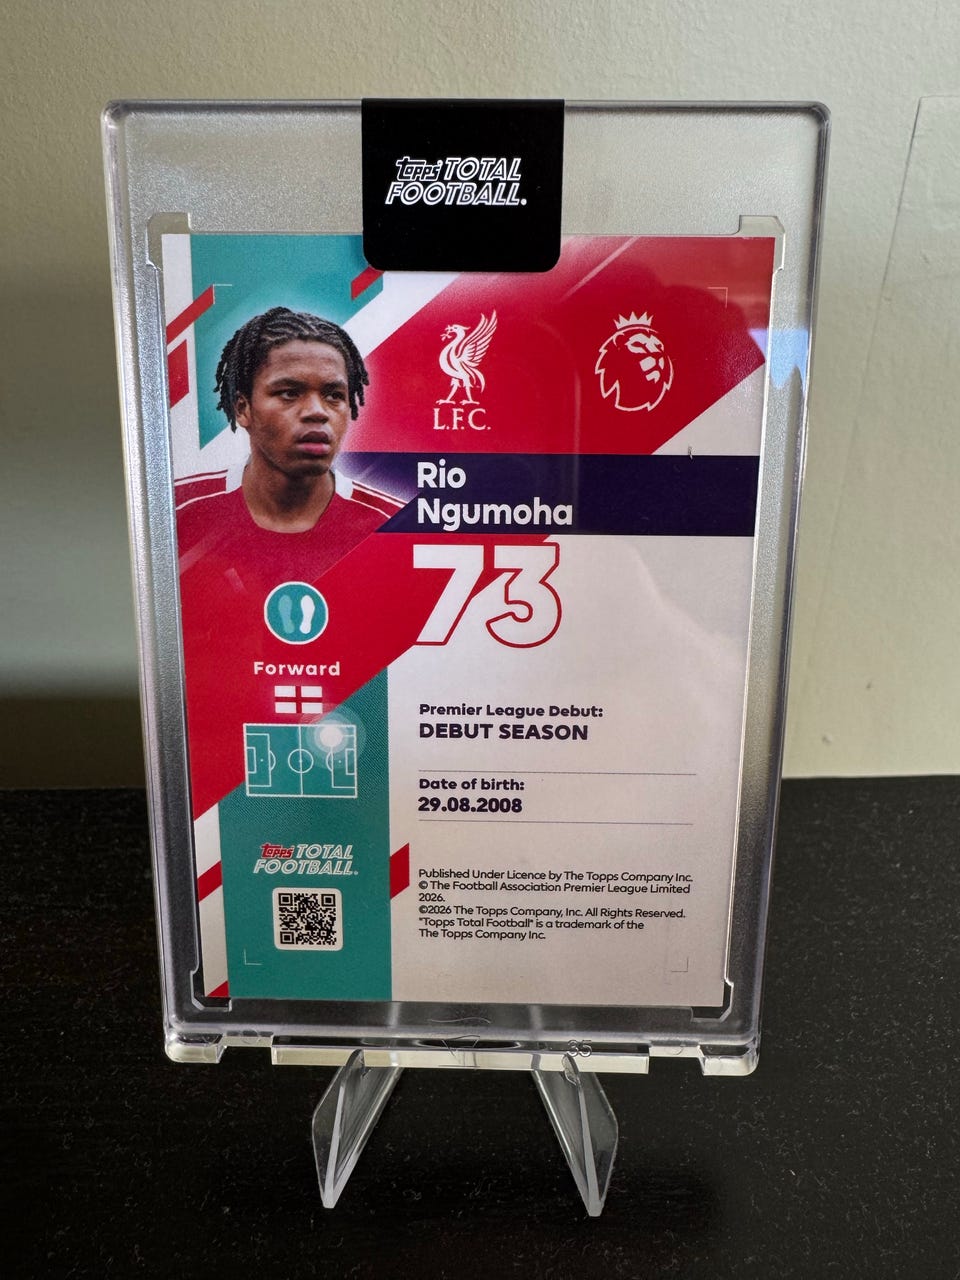 Topps TOTAL
FOOTBALL.
L.F.C.
Rio
Ngumoha
73
Forward
Premier League Debut:
DEBUT SEASON
Date of birth:
29.08.2008
Topps TOTAL
FOOTBALL.
Published Under Licence by The Topps Company Inc.
© The Football Association Premier League Limited
2026.
©2026 The Topps Company, Inc. All Rights Reserved.
"Topps Total Football" is a trademark of the
The Topps Company Inc.
35